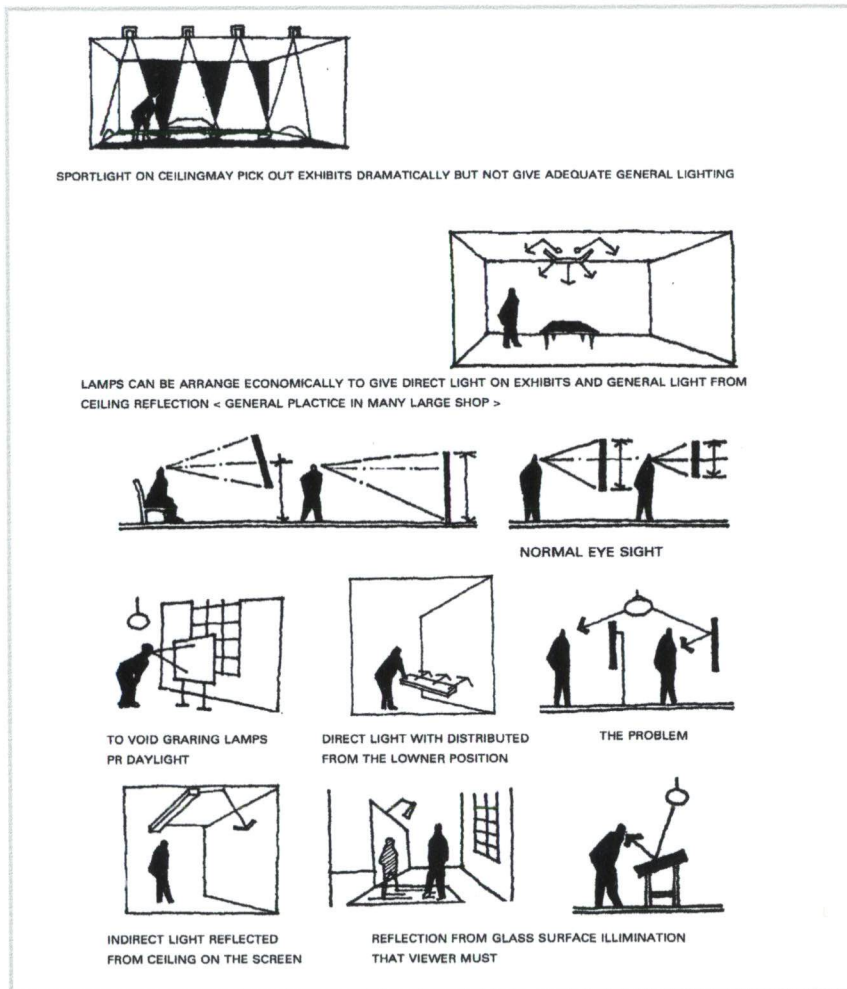 SPORTLIGHT ON CEILINGMAY PICK OUT EXHIBITS DRAMATICALLY BUT NOT GIVE ADEQUATE GENERAL LIGHTING
LAMPS CAN BE ARRANGE ECONOMICALLY TO GIVE DIRECT LIGHT ON EXHIBITS AND GENERAL LIGHT FROM
CEILING REFLECTION < GENERAL PLACTICE IN MANY LARGE SHOP >
NORMAL EYE SIGHT
TO VOID GRARING LAMPS
PR DAYLIGHT
DIRECT LIGHT WITH DISTRIBUTED
FROM THE LOWNER POSITION
THE PROBLEM
INDIRECT LIGHT REFLECTED
FROM CEILING ON THE SCREEN
REFLECTION FROM GLASS SURFACE ILLIMINATION
THAT VIEWER MUST